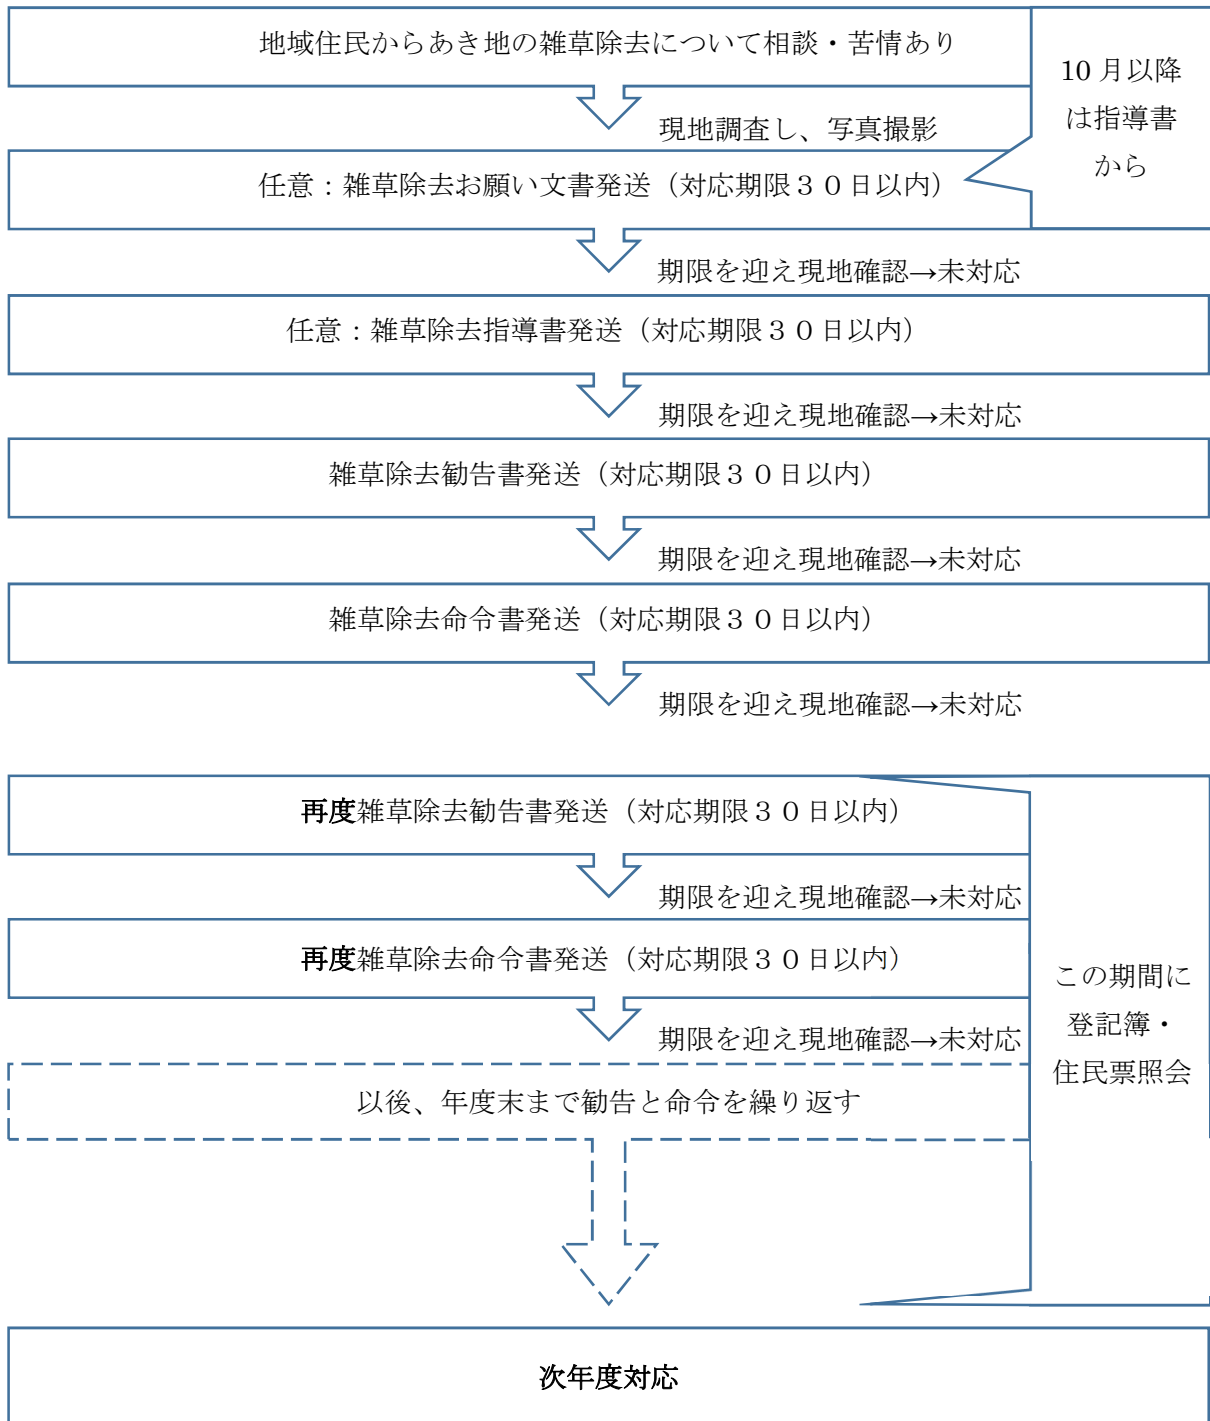 地域住民からあき地の雑草除去について相談・苦情あり
10 月以降
は指導書
から
現地調査し、写真撮影
任意：雑草除去お願い文書発送（対応期限３０日以内）
期限を迎え現地確認→未対応
任意：雑草除去指導書発送（対応期限３０日以内）
期限を迎え現地確認→未対応
雑草除去勧告書発送（対応期限３０日以内）
期限を迎え現地確認→未対応
雑草除去命令書発送（対応期限３０日以内）
期限を迎え現地確認→未対応
再度雑草除去勧告書発送（対応期限３０日以内）
期限を迎え現地確認→未対応
再度雑草除去命令書発送（対応期限３０日以内）
期限を迎え現地確認→未対応
この期間に
登記簿・
住民票照会
以後、年度末まで勧告と命令を繰り返す
次年度対応